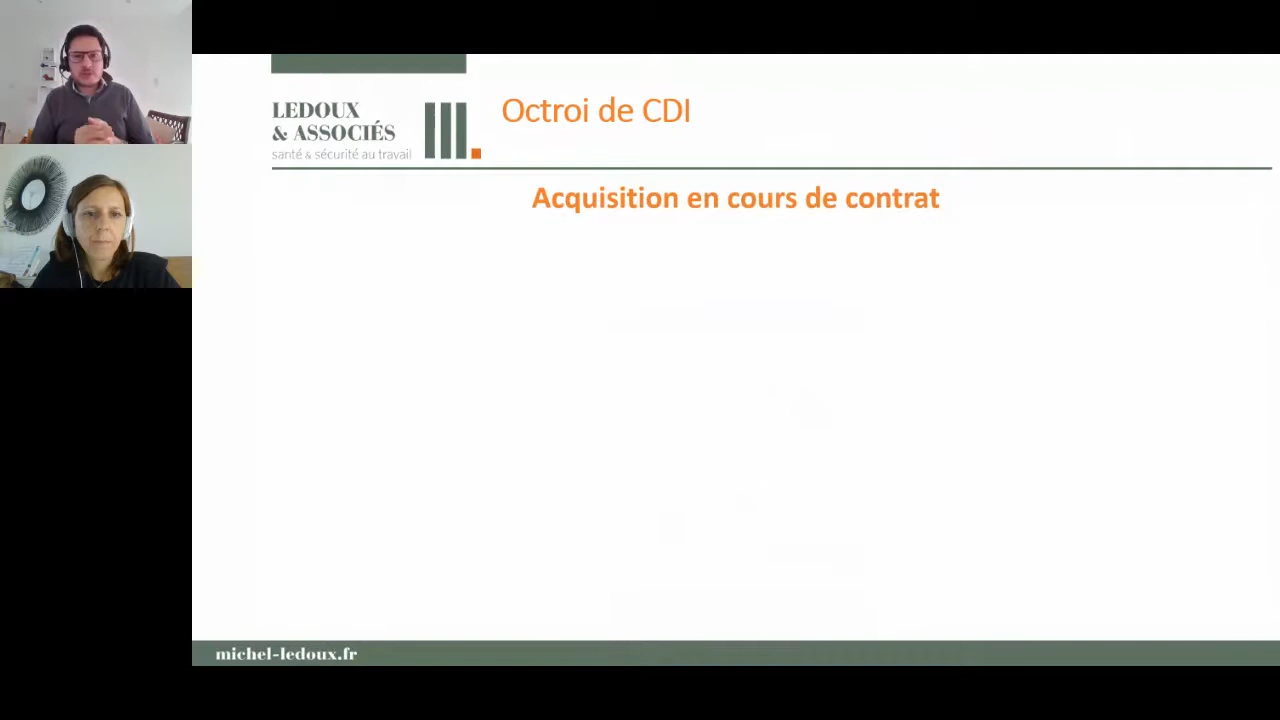 LEDOUX
& ASSOCIÉS
santé & sécurité au travail
Octroi de CDI
Acquisition en cours de contrat
michel-ledoux.fr